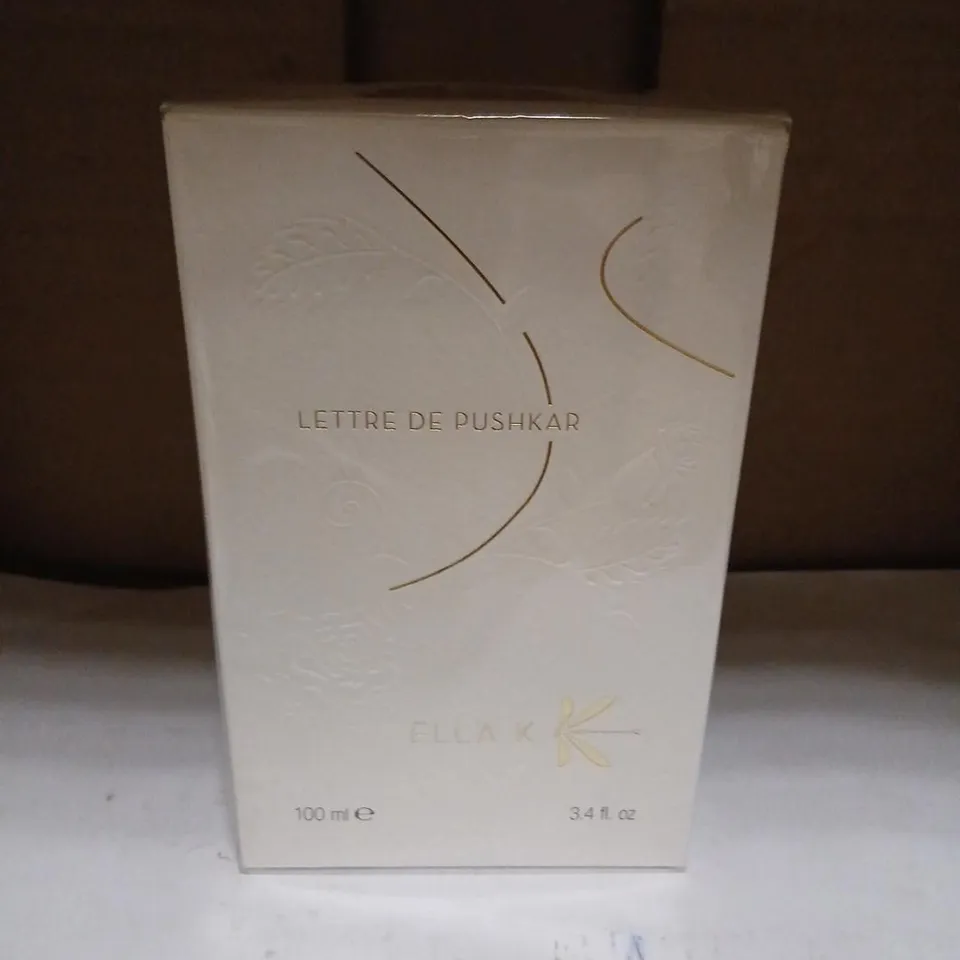 LETTRE DE PUSHKAR
ELLA K K
100 ml ℮
3.4 fl. oz